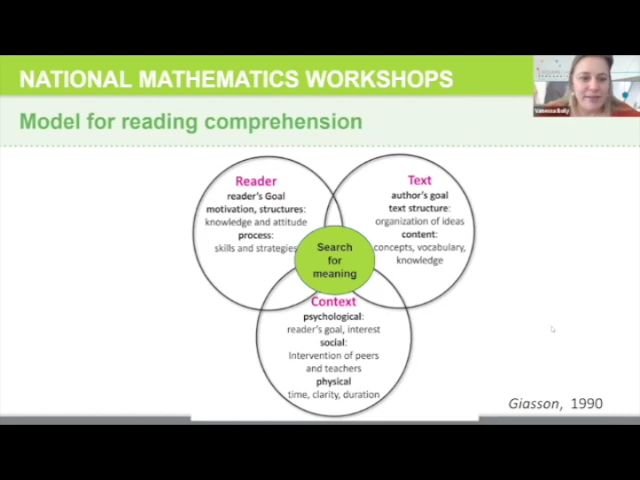 NATIONAL MATHEMATICS WORKSHOPS
Model for reading comprehension
Reader
reader's Goal
motivation, structures:
knowledge and attitude
process:
skills and strategies
Text
author's goal
text structure:
organization of ideas
content:
concepts, vocabulary,
knowledge
Search
for
meaning
Context
psychological:
reader's goal, interest
social:
Intervention of peers
and teachers
physical
time, clarity, duration
Giasson, 1990